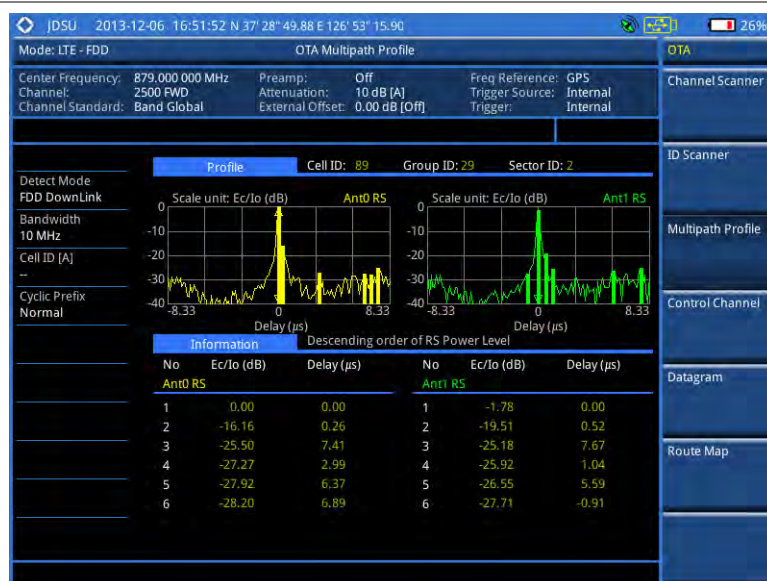 JDSU 2013-12-06 16:51:52 N 37' 28" 49.88 E 126' 53" 15.90 26%
Mode: LTE - FDD OTA Multipath Profile OTA
Center Frequency: 879.000 000 MHz Preamp: Off Freq Reference: GPS
Channel: 2500 FWD Attenuation: 10 dB [A] Trigger Source: Internal
Channel Standard: Band Global External Offset: 0.00 dB [Off] Trigger: Internal
Channel Scanner
ID Scanner
Multipath Profile
Control Channel
Datagram
Route Map
Detect Mode
FDD DownLink
Bandwidth
10 MHz
Cell ID [A]
--
Cyclic Prefix
Normal
Profile Cell ID: 89 Group ID: 29 Sector ID: 2
Scale unit: Ec/Io (dB) Ant0 RS
0
-10
-20
-30
-40
-8.33 0 8.33
Delay (µs)
Scale unit: Ec/Io (dB) Ant1 RS
0
-10
-20
-30
-40
-8.33 0 8.33
Delay (µs)
Information Descending order of RS Power Level
No Ec/Io (dB) Delay (µs) No Ec/Io (dB) Delay (µs)
Ant0 RS Ant1 RS
1 0.00 0.00 1 -1.78 0.00
2 -16.16 0.26 2 -19.51 0.52
3 -25.50 7.41 3 -25.18 7.67
4 -27.27 2.99 4 -25.92 1.04
5 -27.92 6.37 5 -26.55 5.59
6 -28.20 6.89 6 -27.71 -0.91